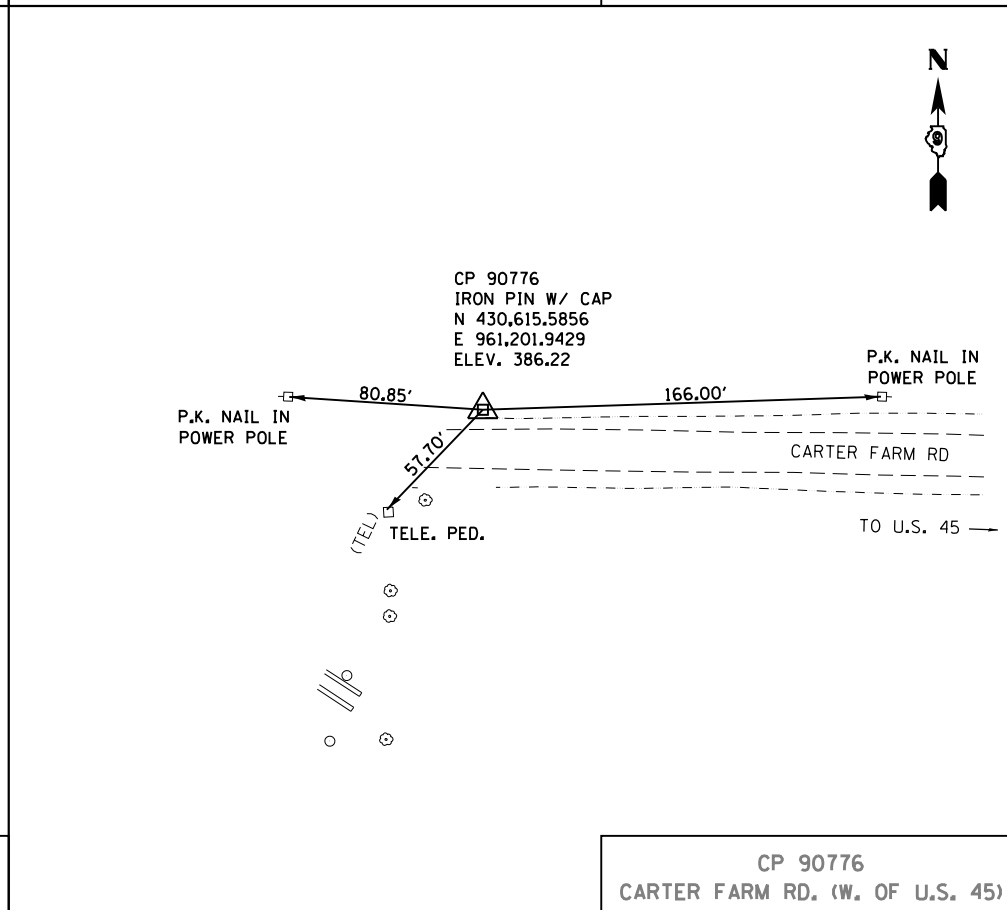 N
9
CP 90776
IRON PIN W/ CAP
N 430,615.5856
E 961,201.9429
ELEV. 386.22
P.K. NAIL IN
POWER POLE
80.85'
166.00'
P.K. NAIL IN
POWER POLE
57.70'
CARTER FARM RD
(TEL)
TELE. PED.
TO U.S. 45
CP 90776
CARTER FARM RD. (W. OF U.S. 45)